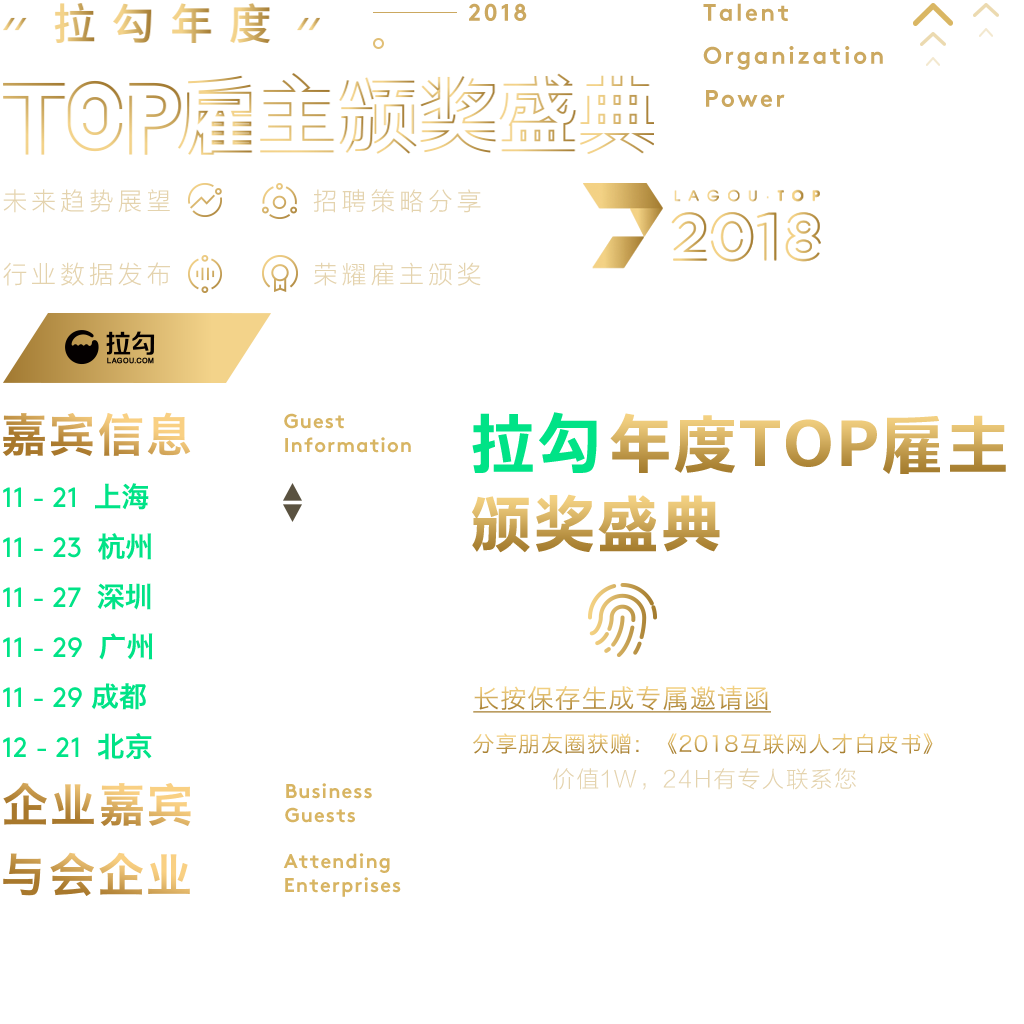 〃 拉勾年度 〃
2018
Talent
Organization
Power
TOP雇主颁奖盛典
未来趋势展望
招聘策略分享
行业数据发布
荣耀雇主颁奖
LAGOU·TOP
2018
拉勾
LAGOU.COM
嘉宾信息
Guest
Information
11 - 21 上海
11 - 23 杭州
11 - 27 深圳
11 - 29 广州
11 - 29 成都
12 - 21 北京
拉勾年度TOP雇主
颁奖盛典
长按保存生成专属邀请函
分享朋友圈获赠：《2018互联网人才白皮书》
价值1W，24H有专人联系您
企业嘉宾
Business
Guests
与会企业
Attending
Enterprises